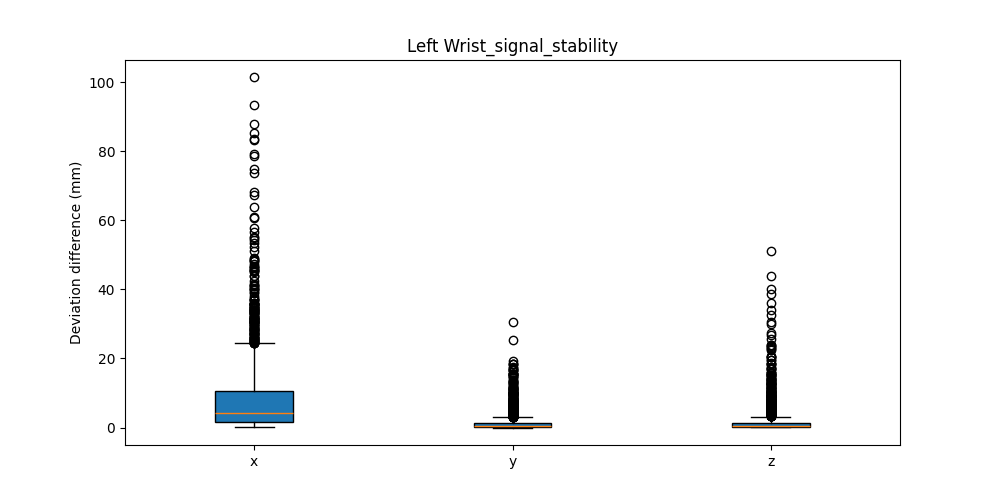 Left Wrist_signal_stability
Deviation difference (mm)
100
80
60
40
20
0
x y z